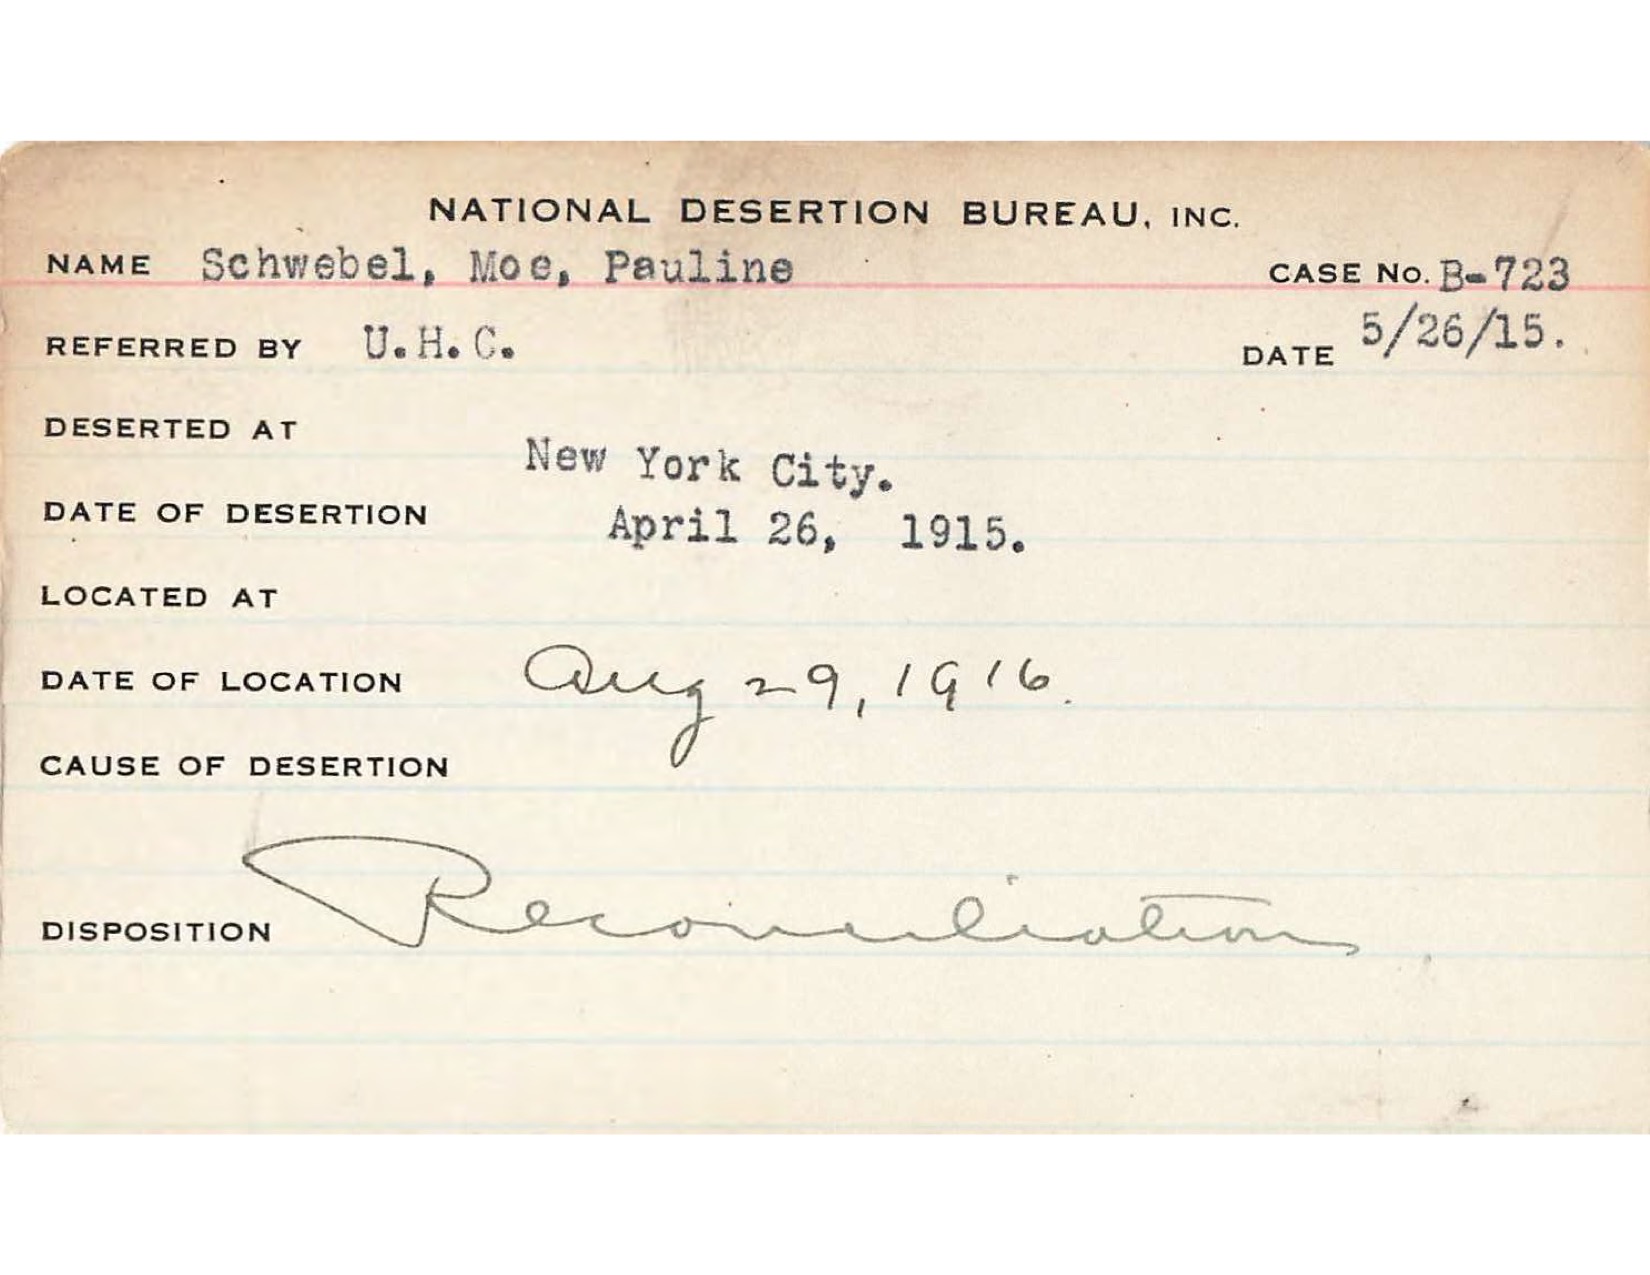 NATIONAL DESERTION BUREAU, INC.
NAME Schwebel, Moe, Pauline CASE No. B-723
REFERRED BY U.H.C. DATE 5/26/15.
DESERTED AT New York City.
DATE OF DESERTION April 26, 1915.
LOCATED AT
DATE OF LOCATION Aug 29, 1916.
CAUSE OF DESERTION
DISPOSITION Reconciliation